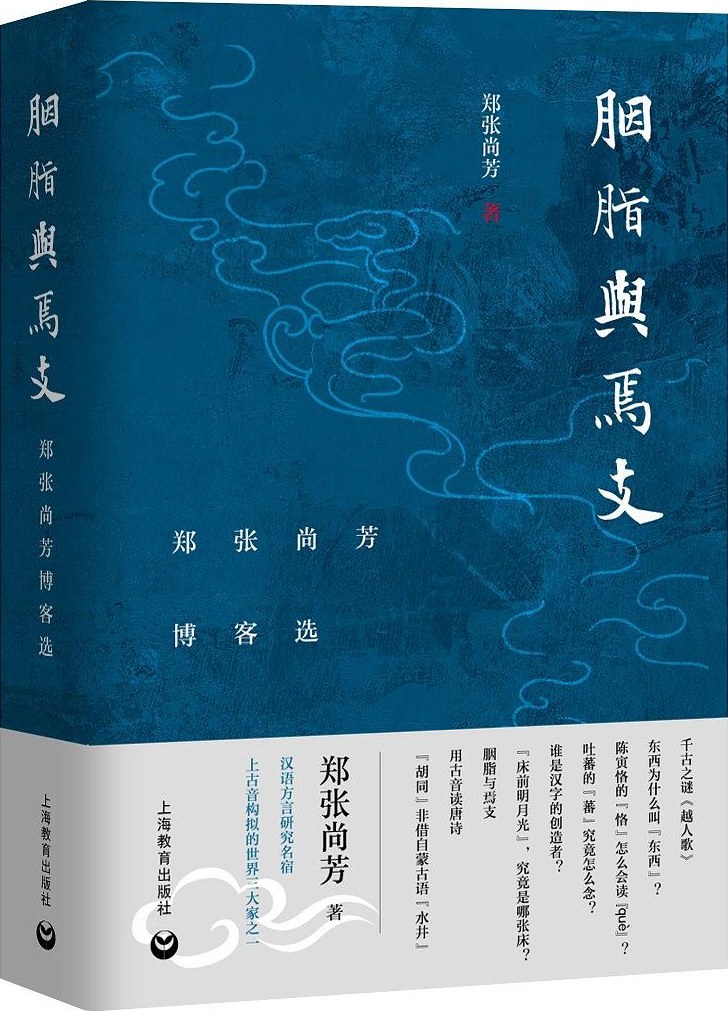 胭脂與焉支
郑张尚芳博客选
上海教育出版社
胭脂與焉支
郑张尚芳 著
郑张尚芳
博客选
千古之谜《越人歌》
东西为什么叫『东西』？
陈寅恪的『恪』怎么会读『què』？
吐蕃的『蕃』究竟怎么念？
谁是汉字的创造者？
『床前明月光』，究竟是哪张床？
胭脂与焉支
用古音读唐诗
『胡同』非借自蒙古语『水井』
郑张尚芳 著
汉语方言研究名宿
上古音构拟的世界三大家之一
上海教育出版社